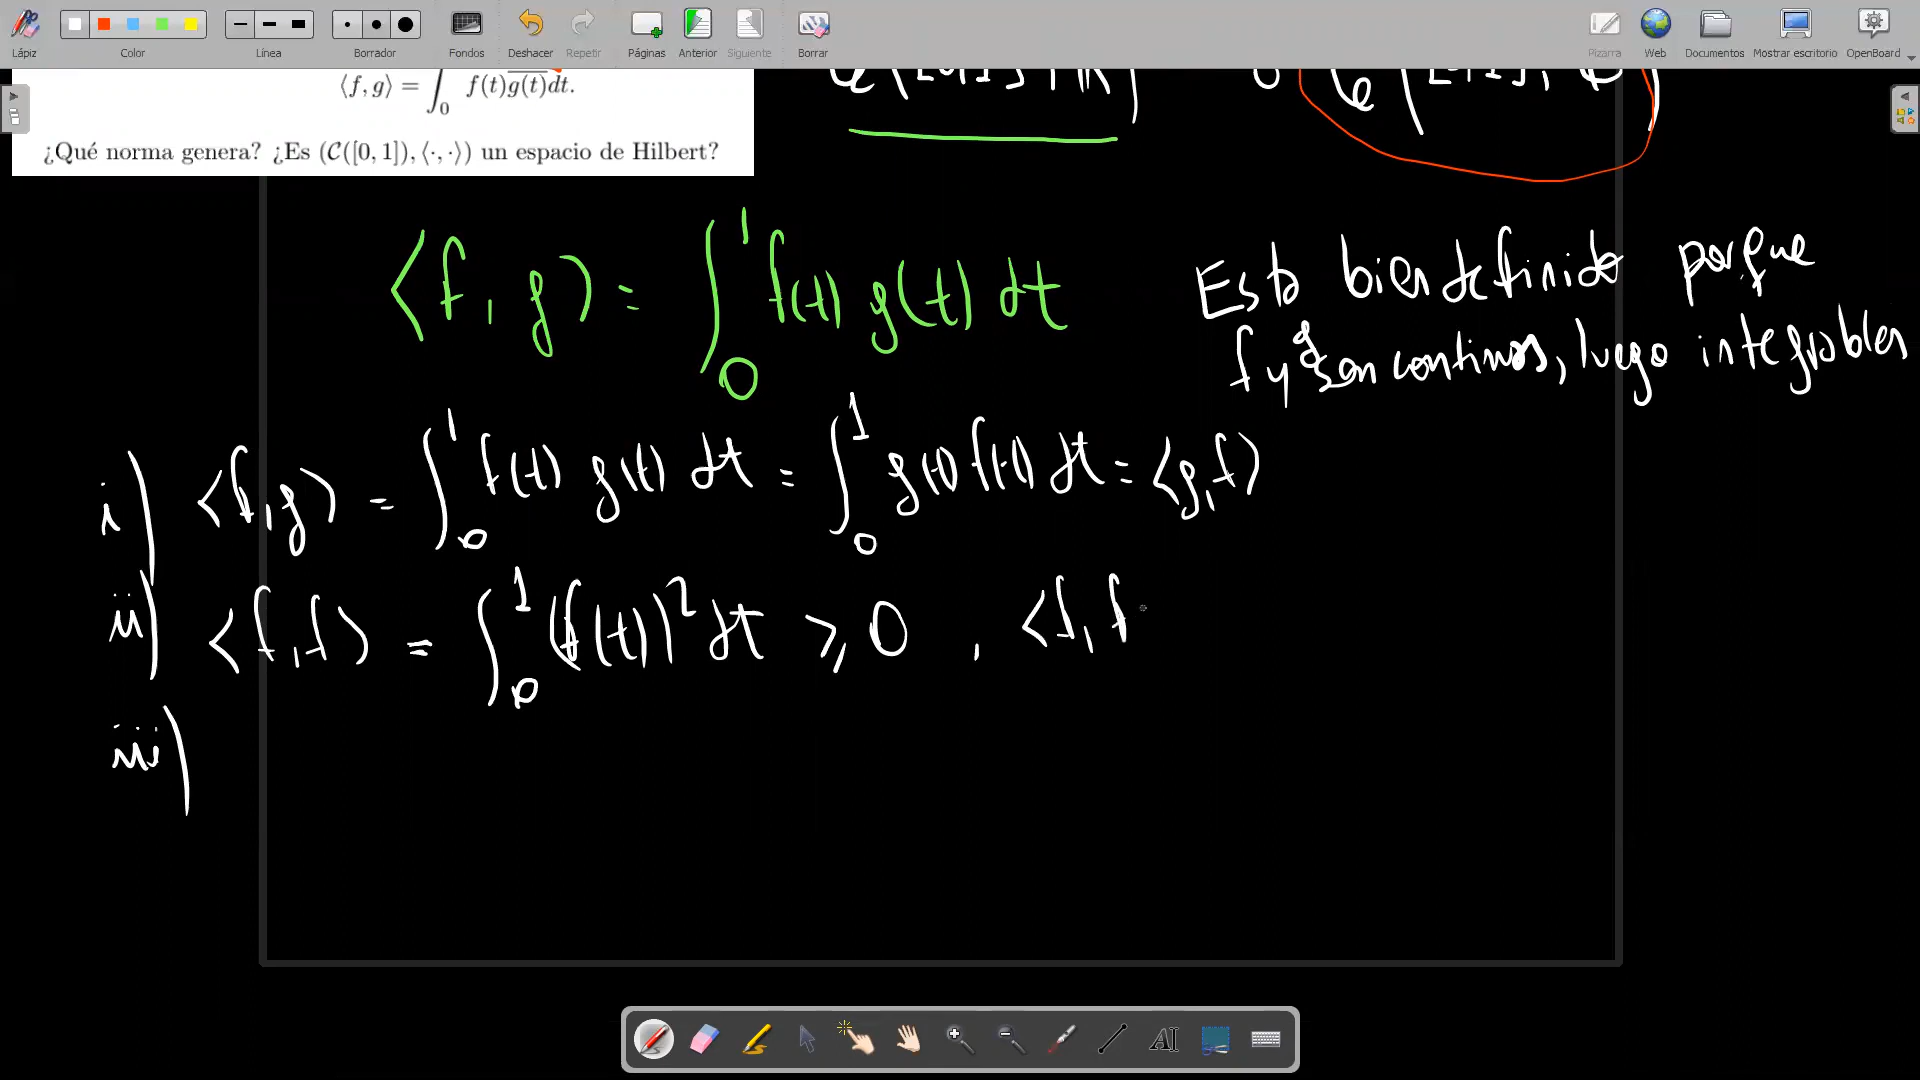 Lápiz Color Línea Borrador Fondos Deshacer Repetir Páginas Anterior Siguiente Borrar Pizarra Web Documentos Mostrar escritorio OpenBoard
⟨f, g⟩ = ∫₀ f(t)g(t)dt.
¿Qué norma genera? ¿Es (C([0, 1]), ⟨·, ·⟩) un espacio de Hilbert?
⟨f, g⟩ = ∫₀¹ f(t) g(t) dt
Esta bien definido porque
f y g son continuas, luego integrables
i) ⟨f, g⟩ = ∫₀¹ f(t) g(t) dt = ∫₀¹ g(t) f(t) dt = ⟨g, f⟩
ii) ⟨f, f⟩ = ∫₀¹ (f(t))² dt ⩾ 0 , ⟨f, f
iii)